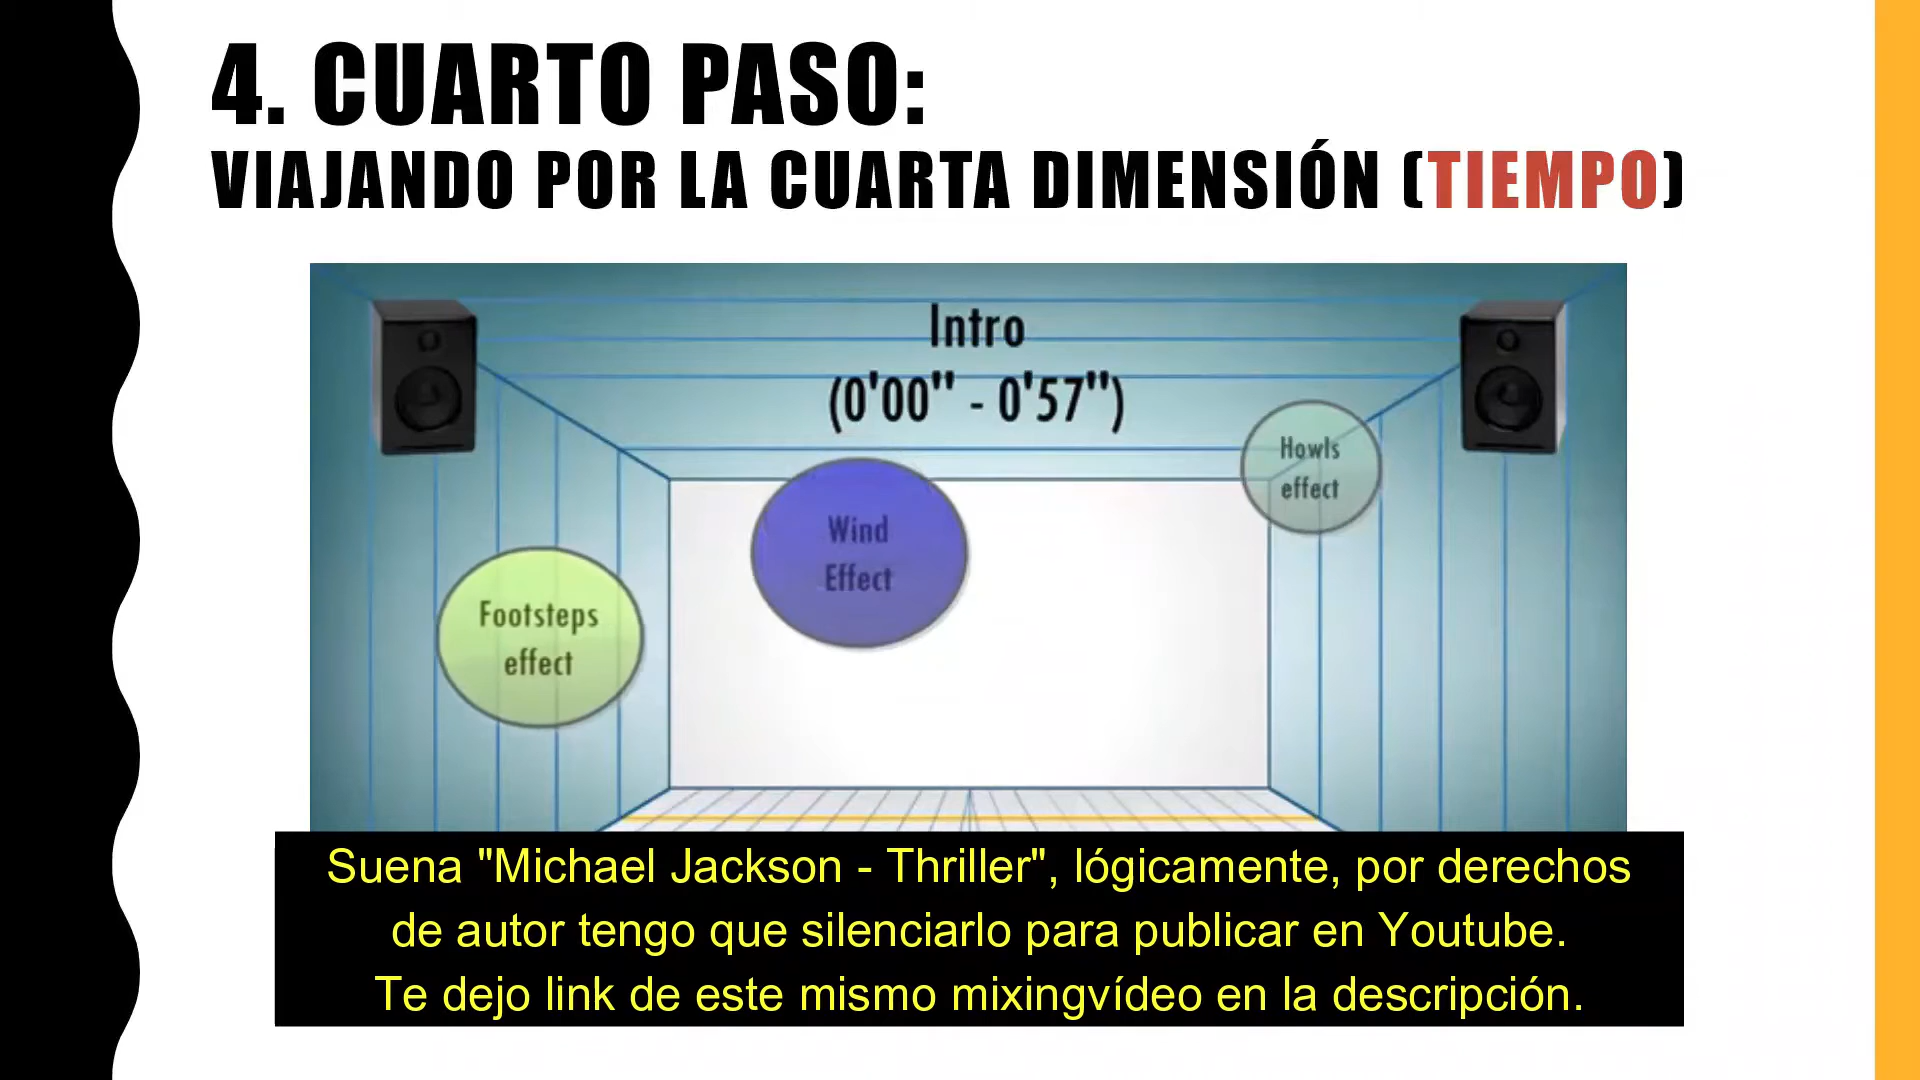 4. CUARTO PASO:
VIAJANDO POR LA CUARTA DIMENSIÓN (TIEMPO)
Intro
(0'00" - 0'57")
Howls
effect
Wind
Effect
Footsteps
effect
Suena "Michael Jackson - Thriller", lógicamente, por derechos
de autor tengo que silenciarlo para publicar en Youtube.
Te dejo link de este mismo mixingvídeo en la descripción.